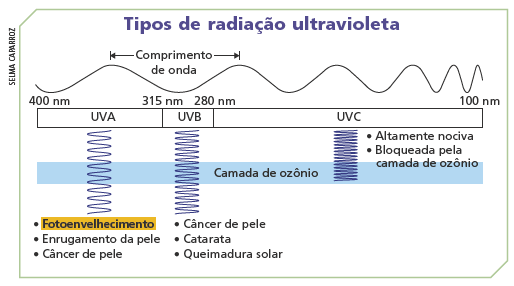 Tipos de radiação ultravioleta
SELMA CAPARROZ
Comprimento
de onda
400 nm
315 nm
280 nm
100 nm
UVA
UVB
UVC
• Altamente nociva
• Bloqueada pela
camada de ozônio
Camada de ozônio
• Fotoenvelhecimento
• Enrugamento da pele
• Câncer de pele
• Câncer de pele
• Catarata
• Queimadura solar